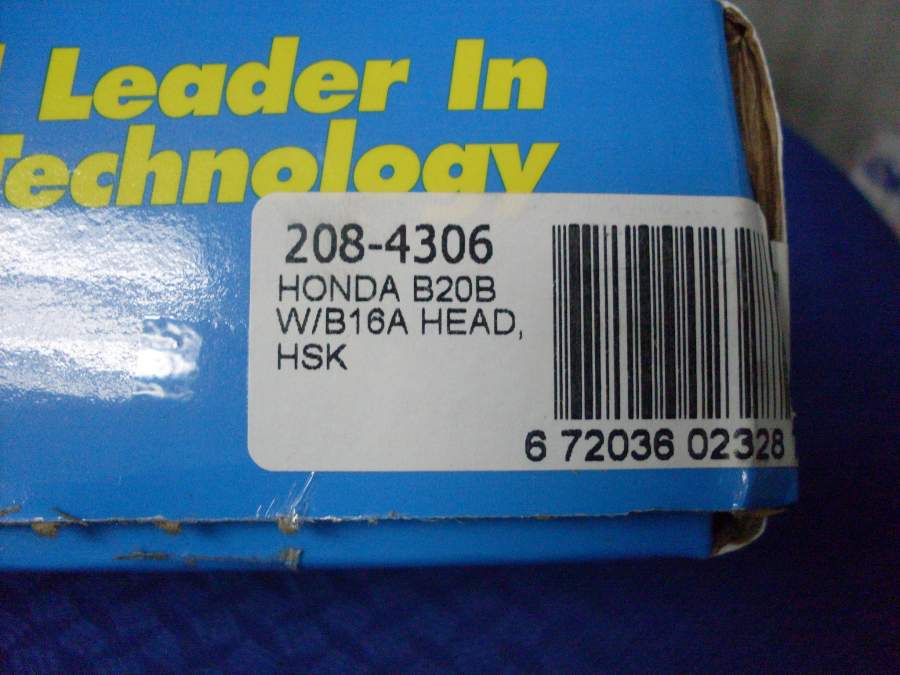 Leader In
Technology
208-4306
HONDA B20B
W/B16A HEAD,
HSK
6 72036 02328